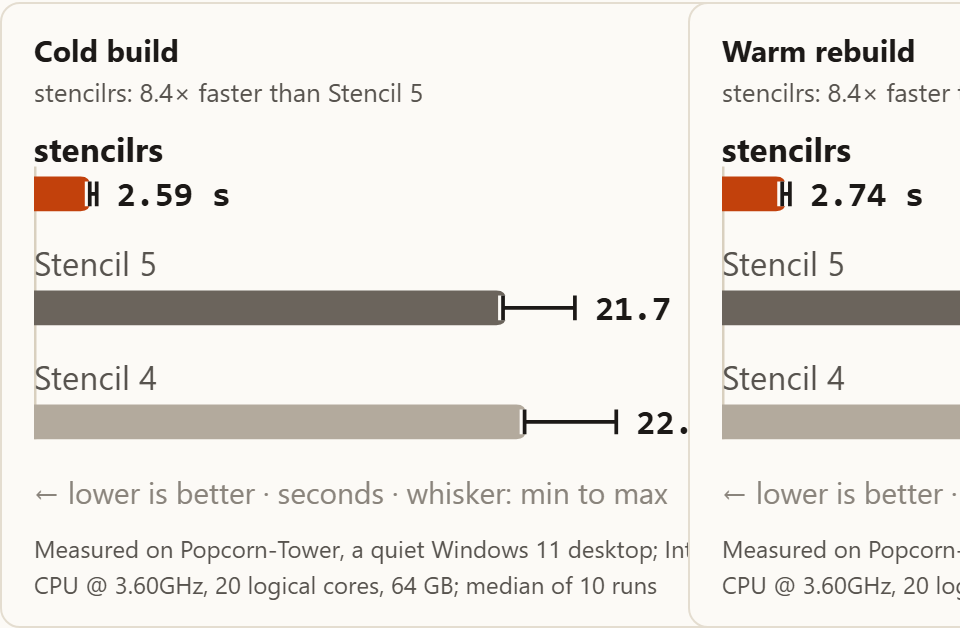 Cold build
stencilrs: 8.4× faster than Stencil 5
stencilrs
2.59 s
Stencil 5
21.7
Stencil 4
22.
← lower is better · seconds · whisker: min to max
Measured on Popcorn-Tower, a quiet Windows 11 desktop;
CPU @ 3.60GHz, 20 logical cores, 64 GB; median of 10 runs
Warm rebuild
stencilrs: 8.4× faster
stencilrs
2.74 s
Stencil 5
Stencil 4
← lower is better ·
Measured on Popcorn-
CPU @ 3.60GHz, 20